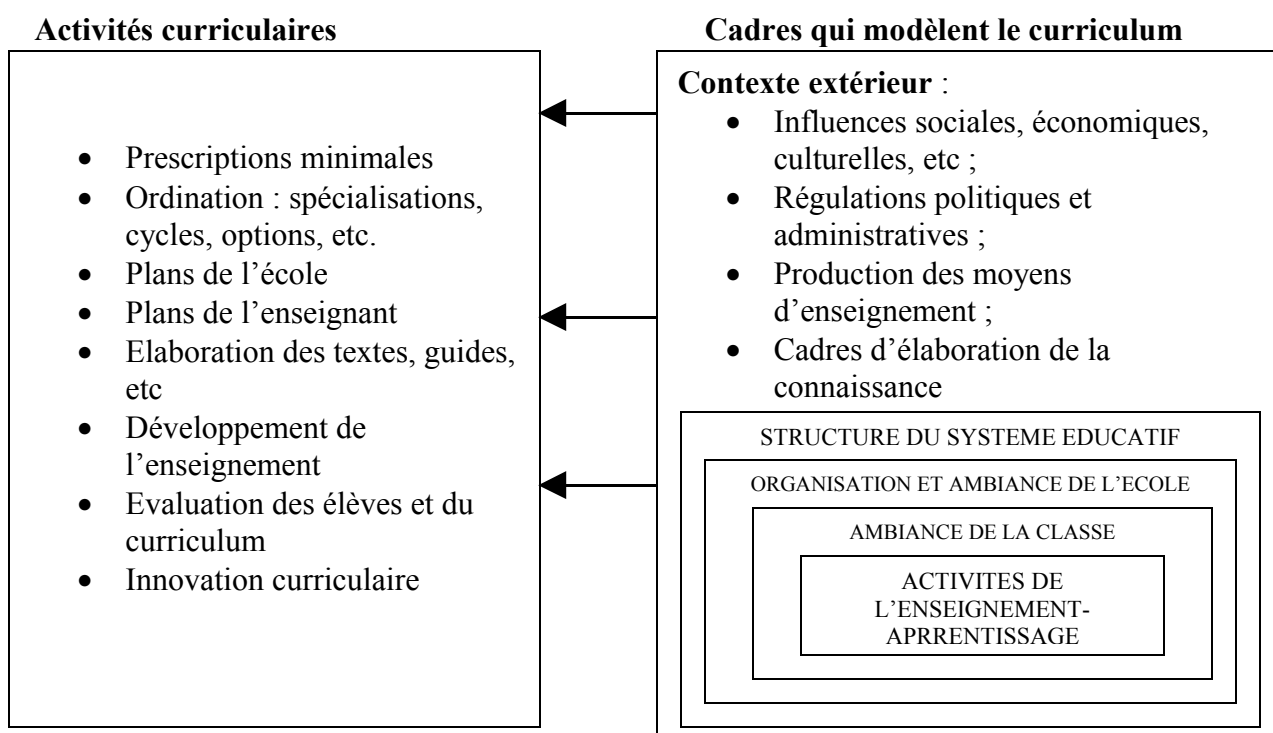 Activités curriculaires
• Prescriptions minimales
• Ordination : spécialisations,
cycles, options, etc.
• Plans de l’école
• Plans de l’enseignant
• Elaboration des textes, guides,
etc
• Développement de
l’enseignement
• Evaluation des élèves et du
curriculum
• Innovation curriculaire
Cadres qui modèlent le curriculum
Contexte extérieur :
• Influences sociales, économiques,
culturelles, etc ;
• Régulations politiques et
administratives ;
• Production des moyens
d’enseignement ;
• Cadres d’élaboration de la
connaissance
STRUCTURE DU SYSTEME EDUCATIF
ORGANISATION ET AMBIANCE DE L’ECOLE
AMBIANCE DE LA CLASSE
ACTIVITES DE
L’ENSEIGNEMENT-
APRRENTISSAGE